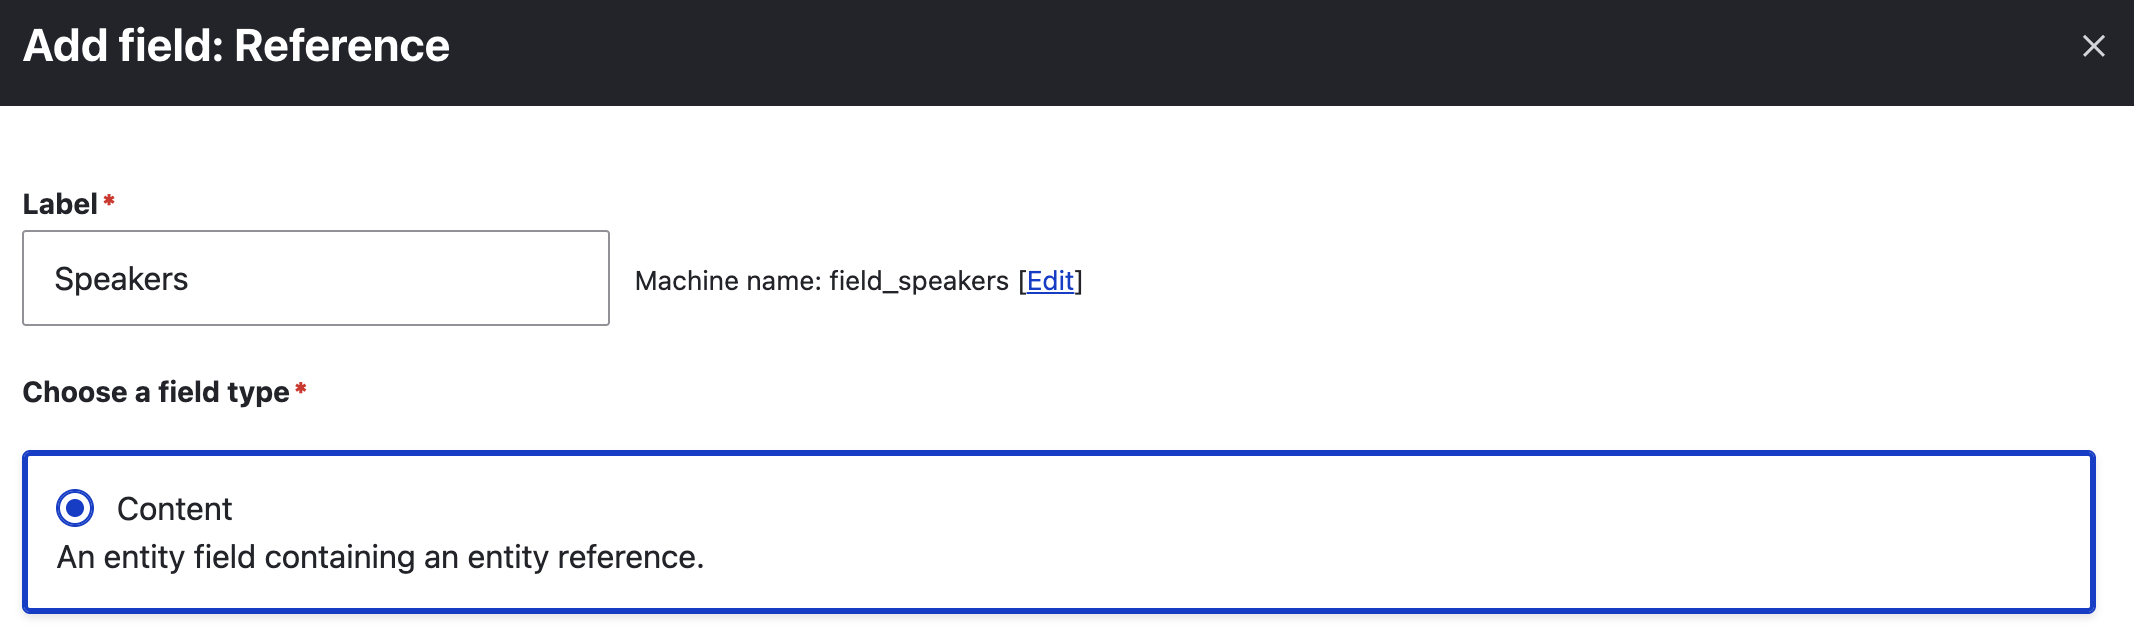 Add field: Reference
Label*
Speakers
Machine name: field_speakers [Edit]
Choose a field type*
Content
An entity field containing an entity reference.